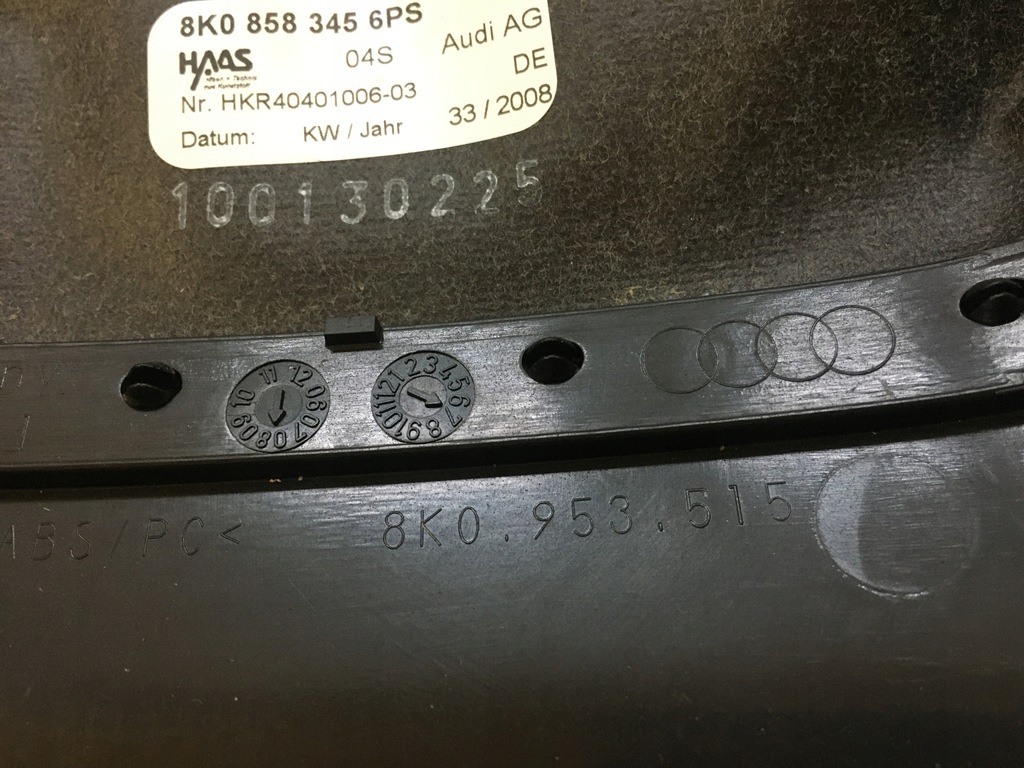 8K0 858 345 6PS
HAAS 04S Audi AG
DE
Nr. HKR40401006-03
Datum: KW / Jahr 33 / 2008
100130225
10 11 12 06 07 08 09
1 2 3 4 5 6 7 8 9 10 11 12
ABS/PC<
8K0.953.515